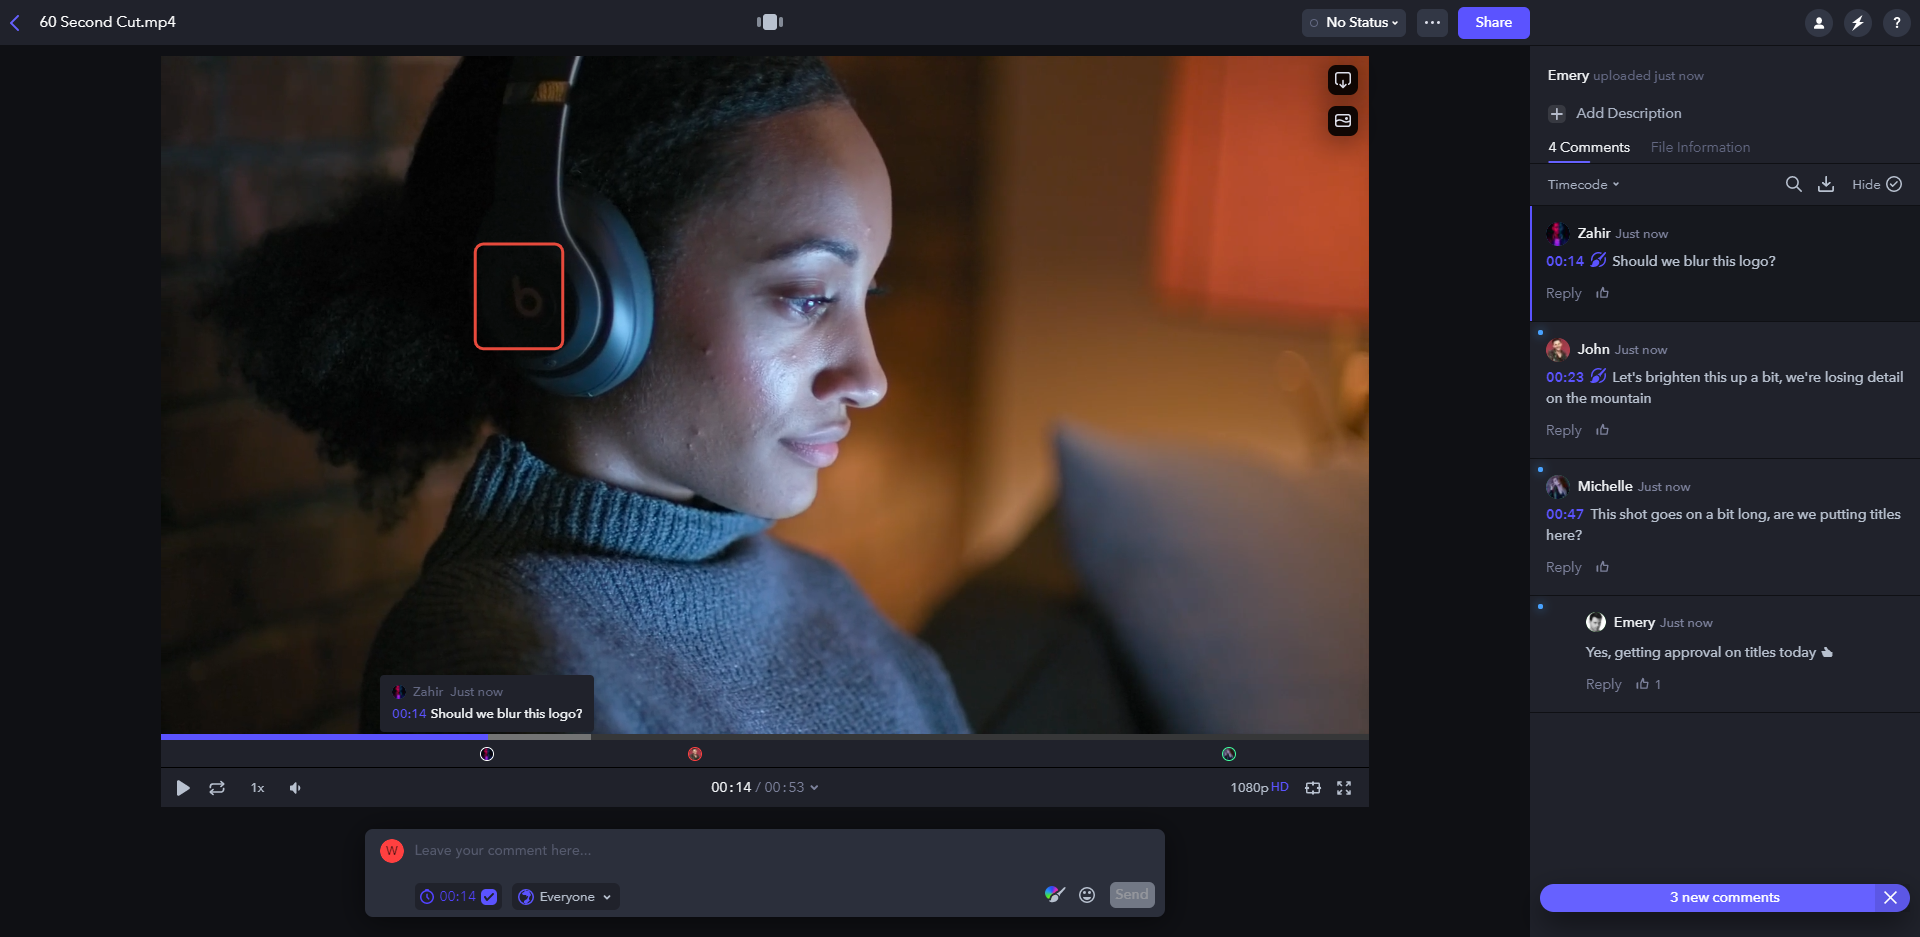 60 Second Cut.mp4
No Status
Share
?
Emery uploaded just now
Add Description
4 Comments File Information
Timecode
Hide
Zahir Just now
00:14 Should we blur this logo?
Reply
John Just now
00:23 Let's brighten this up a bit, we're losing detail
on the mountain
Reply
Michelle Just now
00:47 This shot goes on a bit long, are we putting titles
here?
Reply
Emery Just now
Yes, getting approval on titles today
Reply 1
3 new comments
b
Zahir Just now
00:14 Should we blur this logo?
1x
00:14 / 00:53
1080p HD
W
Leave your comment here...
00:14
Everyone
Send